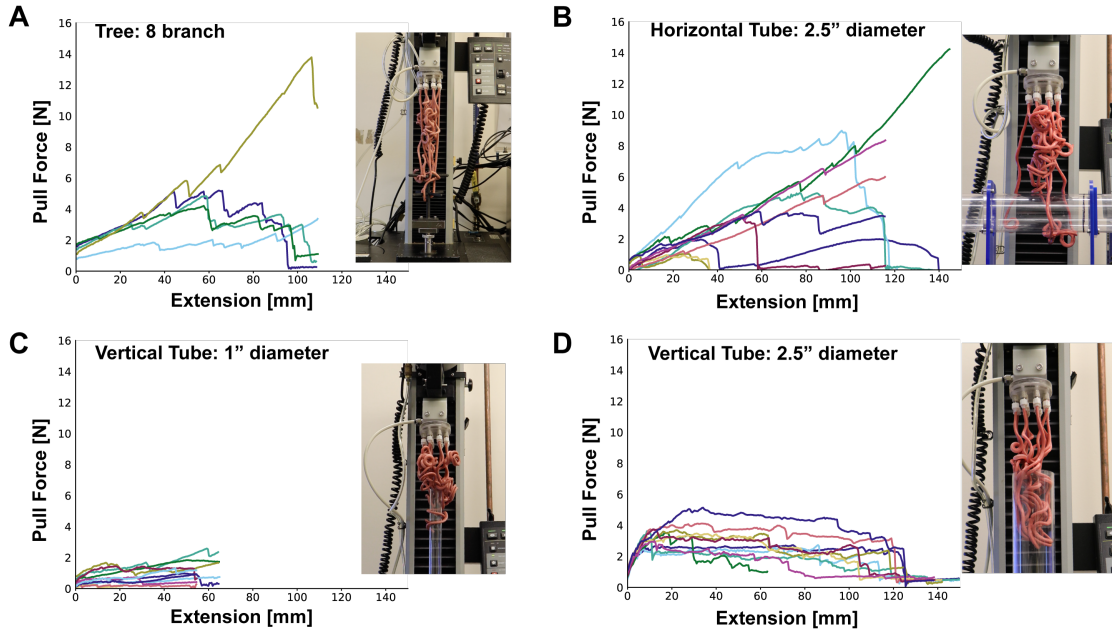 A
Tree: 8 branch
Pull Force [N]
16
14
12
10
8
6
4
2
0
0 20 40 60 80 100 120 140
Extension [mm]
B
Horizontal Tube: 2.5” diameter
Pull Force [N]
16
14
12
10
8
6
4
2
0
0 20 40 60 80 100 120 140
Extension [mm]
C
Vertical Tube: 1” diameter
Pull Force [N]
16
14
12
10
8
6
4
2
0
0 20 40 60 80 100 120 140
Extension [mm]
D
Vertical Tube: 2.5” diameter
Pull Force [N]
16
14
12
10
8
6
4
2
0
0 20 40 60 80 100 120 140
Extension [mm]